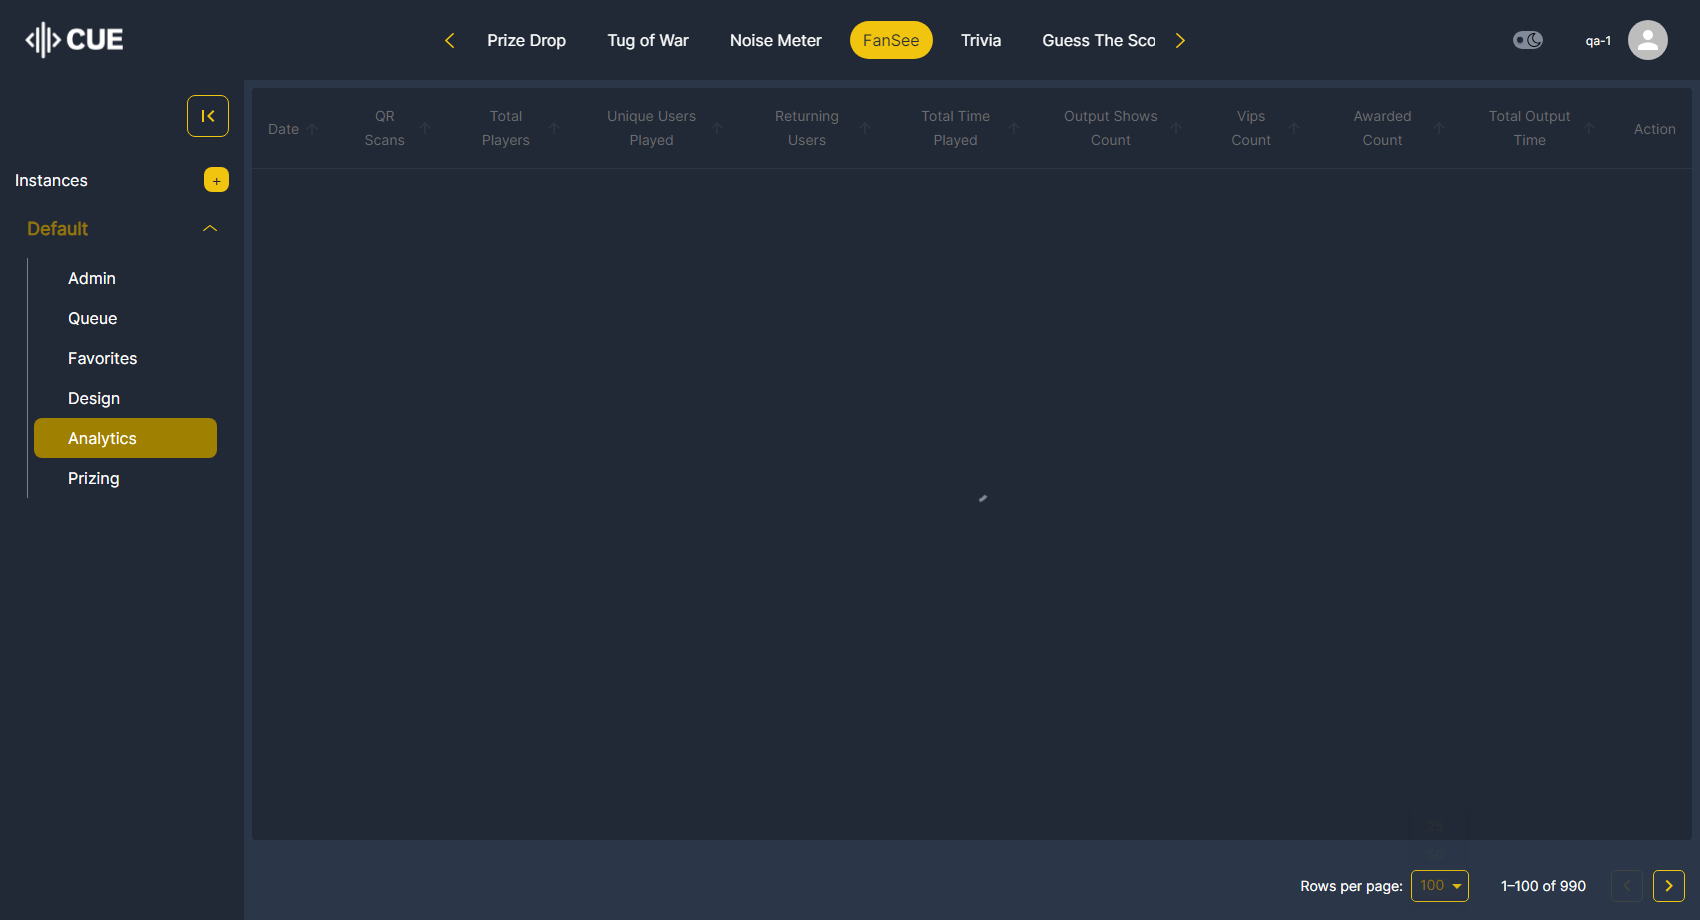 CUE
Prize Drop
Tug of War
Noise Meter
FanSee
Trivia
Guess The Sco
qa-1
Instances
+
Default
Admin
Queue
Favorites
Design
Analytics
Prizing
Date
QR
Scans
Total
Players
Unique Users
Played
Returning
Users
Total Time
Played
Output Shows
Count
Vips
Count
Awarded
Count
Total Output
Time
Action
Rows per page:
100
1–100 of 990